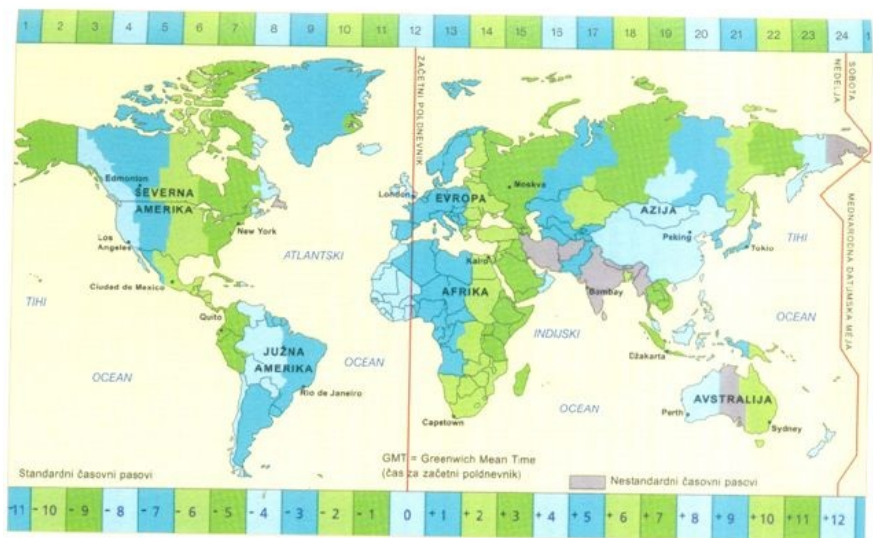 1 2 3 4 5 6 7 8 9 10 11 12 13 14 15 16 17 18 19 20 21 22 23 24 1
ZAČETNI POLDNEVNIK
SOBOTA
NEDELJA
MEDNARODNA DATUMSKA MEJA
Edmonton
SEVERNA
AMERIKA
Los
Angeles
New York
Ciudad de Mexico
ATLANTSKI
OCEAN
TIHI
OCEAN
Quito
JUŽNA
AMERIKA
Rio de Janeiro
London
EVROPA
Moskva
AZIJA
Peking
Tokio
TIHI
OCEAN
Kairo
AFRIKA
Bombay
INDIJSKI
OCEAN
Džakarta
Capetown
AVSTRALIJA
Perth
Sydney
Standardni časovni pasovi
GMT = Greenwich Mean Time
(čas za začetni poldnevnik)
Nestandardni časovni pasovi
-11 - 10 - 9 - 8 - 7 - 6 - 5 - 4 - 3 - 2 - 1 0 +1 + 2 + 3 + 4 + 5 + 6 + 7 + 8 + 9 +10 +11 +12